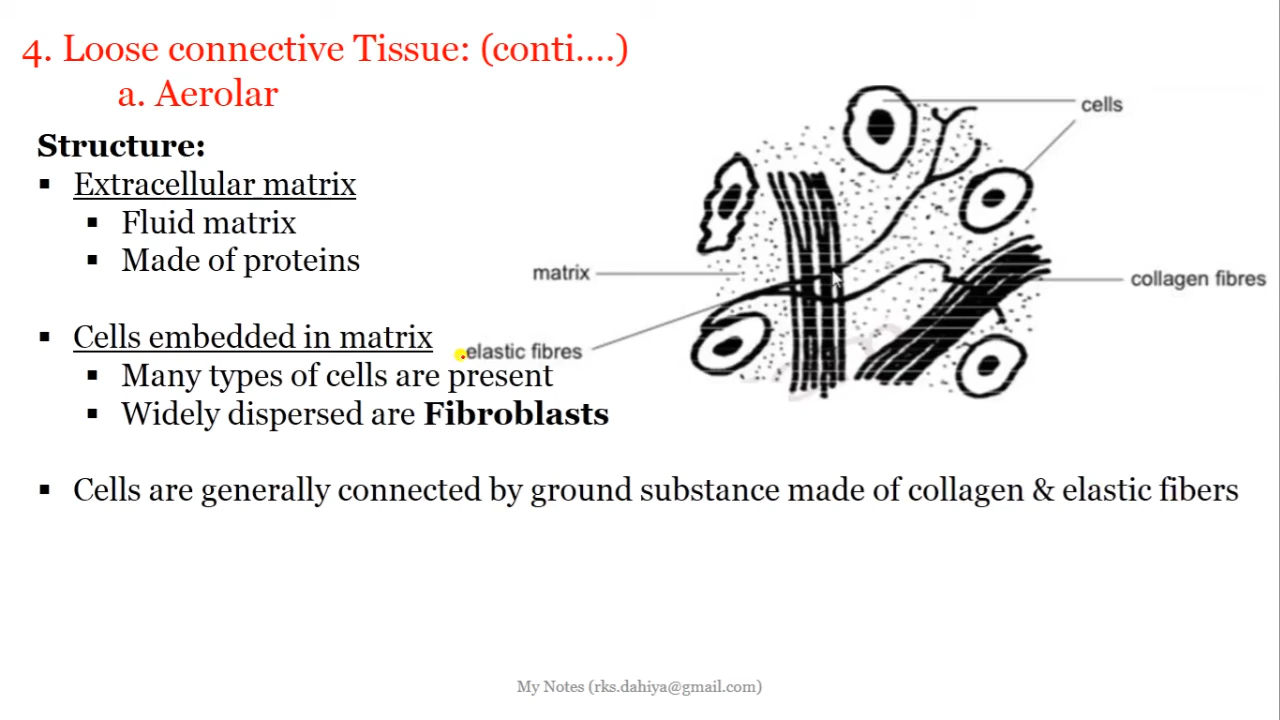 4. Loose connective Tissue: (conti....)
a. Aerolar
Structure:
▪ Extracellular matrix
▪ Fluid matrix
▪ Made of proteins
▪ Cells embedded in matrix
▪ Many types of cells are present
▪ Widely dispersed are Fibroblasts
▪ Cells are generally connected by ground substance made of collagen & elastic fibers
cells
matrix
collagen fibres
elastic fibres
My Notes (rks.dahiya@gmail.com)